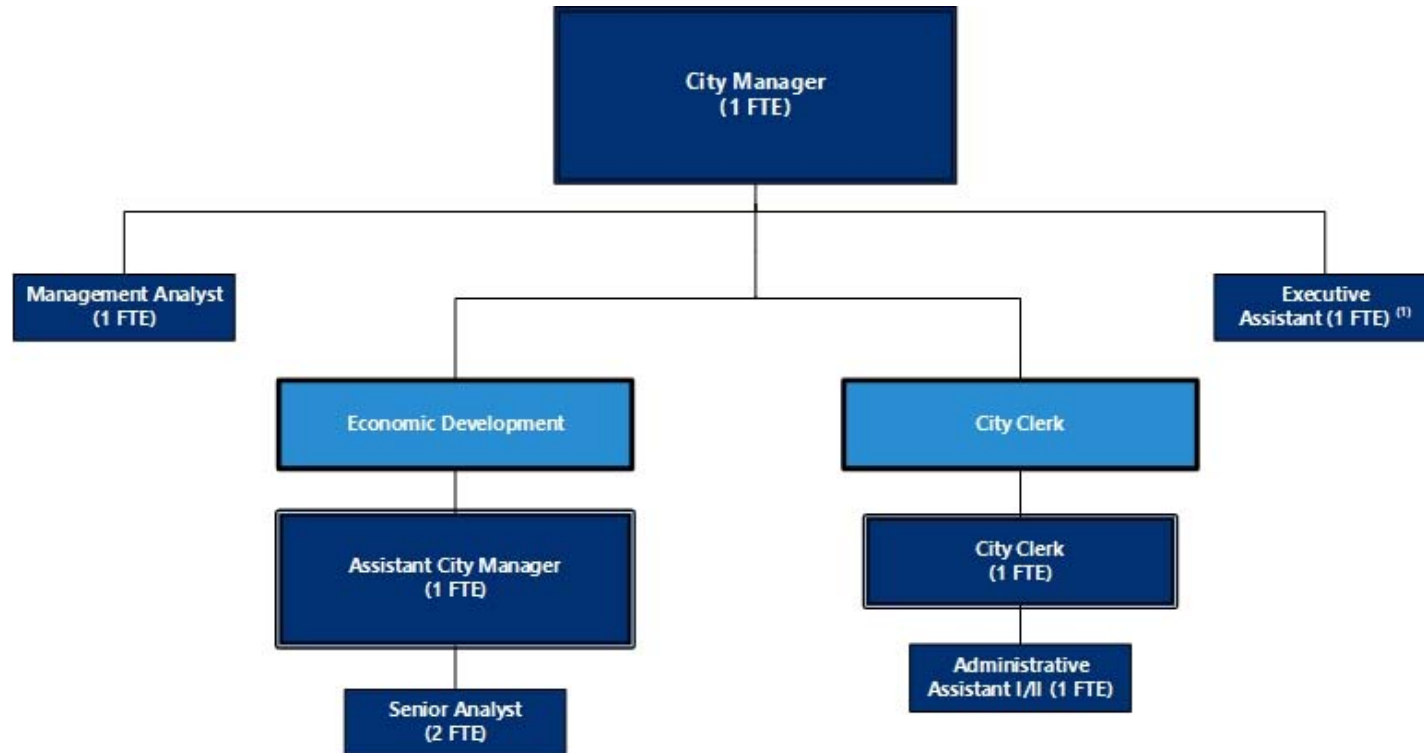 City Manager
(1 FTE)
Management Analyst
(1 FTE)
Executive
Assistant (1 FTE) (1)
Economic Development
City Clerk
Assistant City Manager
(1 FTE)
City Clerk
(1 FTE)
Administrative
Assistant I/II (1 FTE)
Senior Analyst
(2 FTE)